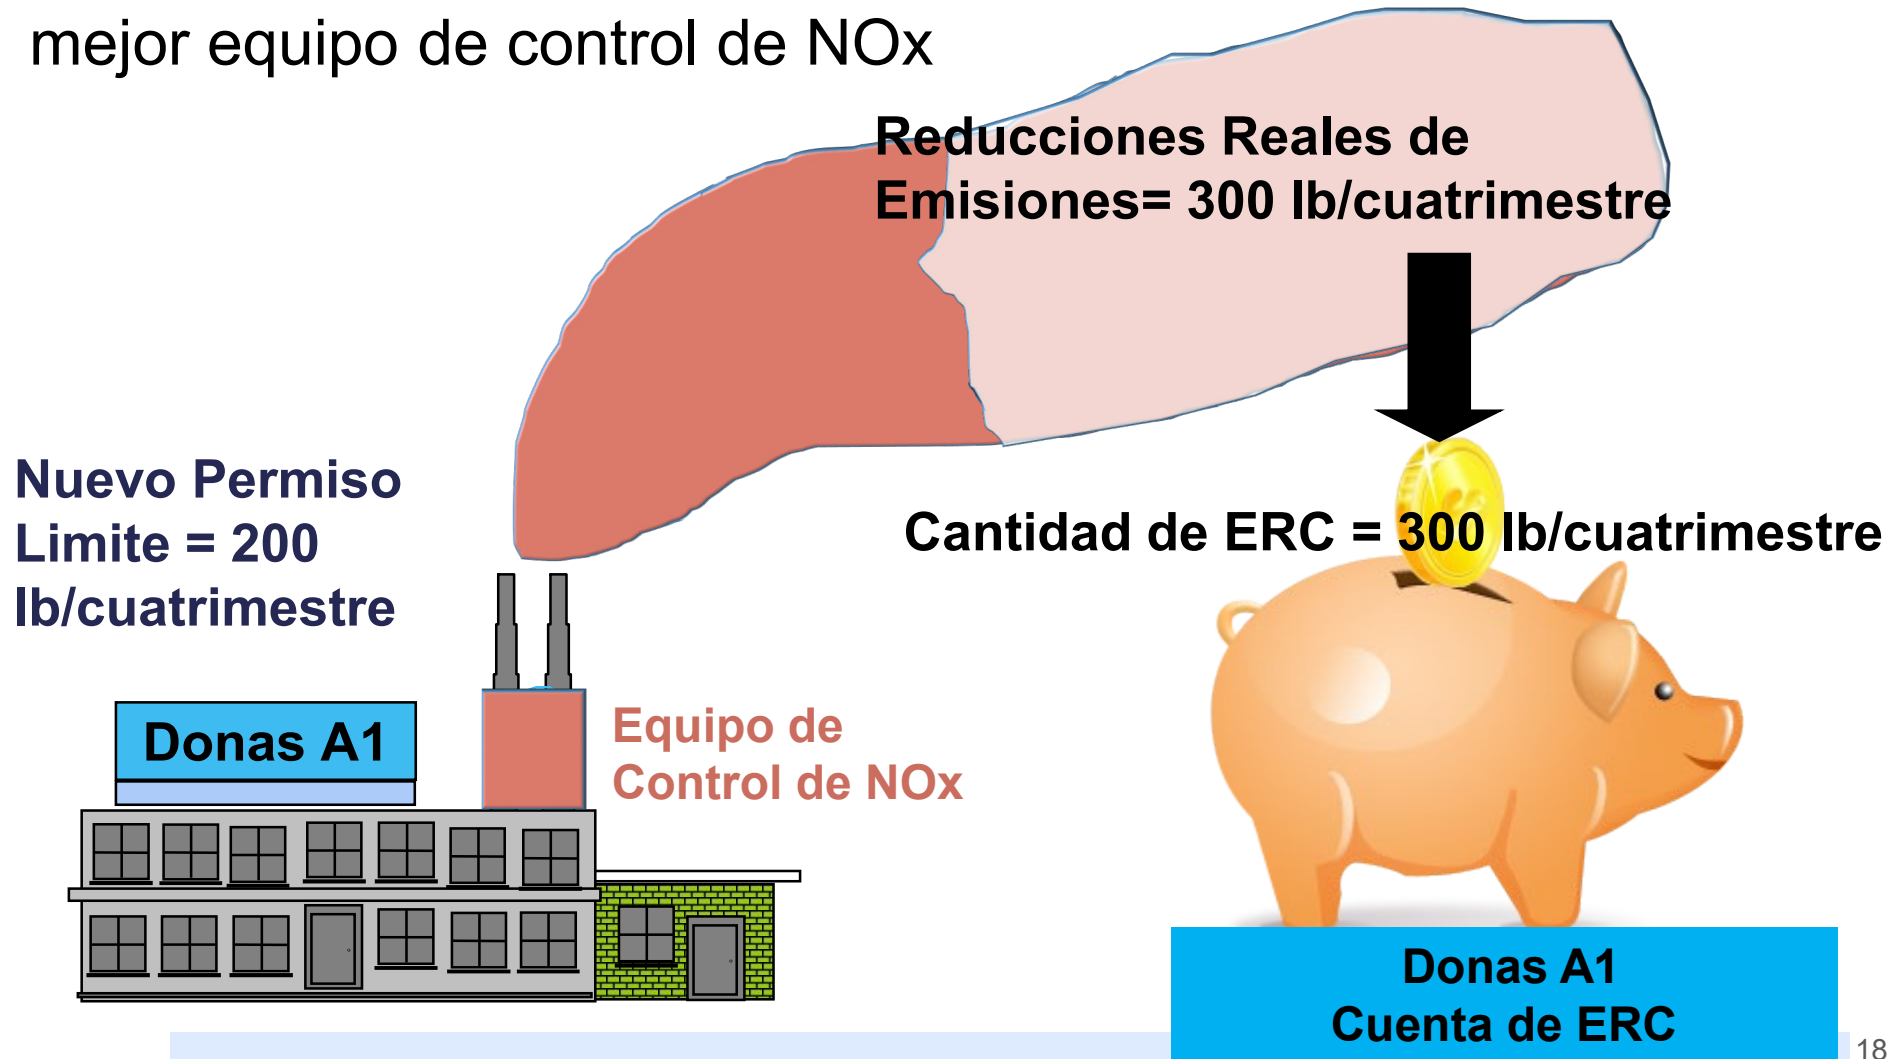 mejor equipo de control de NOx
Reducciones Reales de
Emisiones= 300 lb/cuatrimestre
Nuevo Permiso
Limite = 200
lb/cuatrimestre
Cantidad de ERC = 300 lb/cuatrimestre
Donas A1
Equipo de
Control de NOx
Donas A1
Cuenta de ERC
18